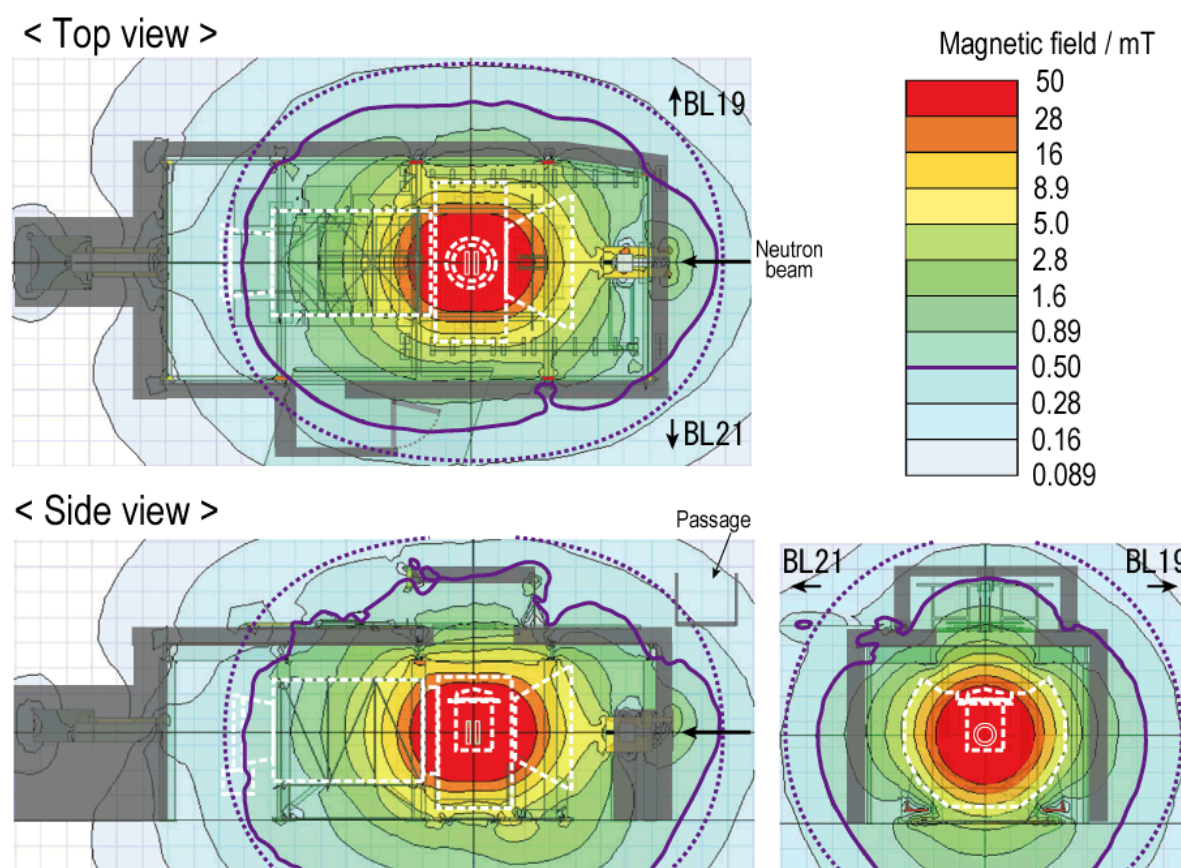 < Top view >
Magnetic field / mT
↑BL19
50
28
16
8.9
5.0
2.8
1.6
0.89
0.50
0.28
0.16
0.089
Neutron
beam
↓BL21
< Side view >
Passage
BL21
BL19